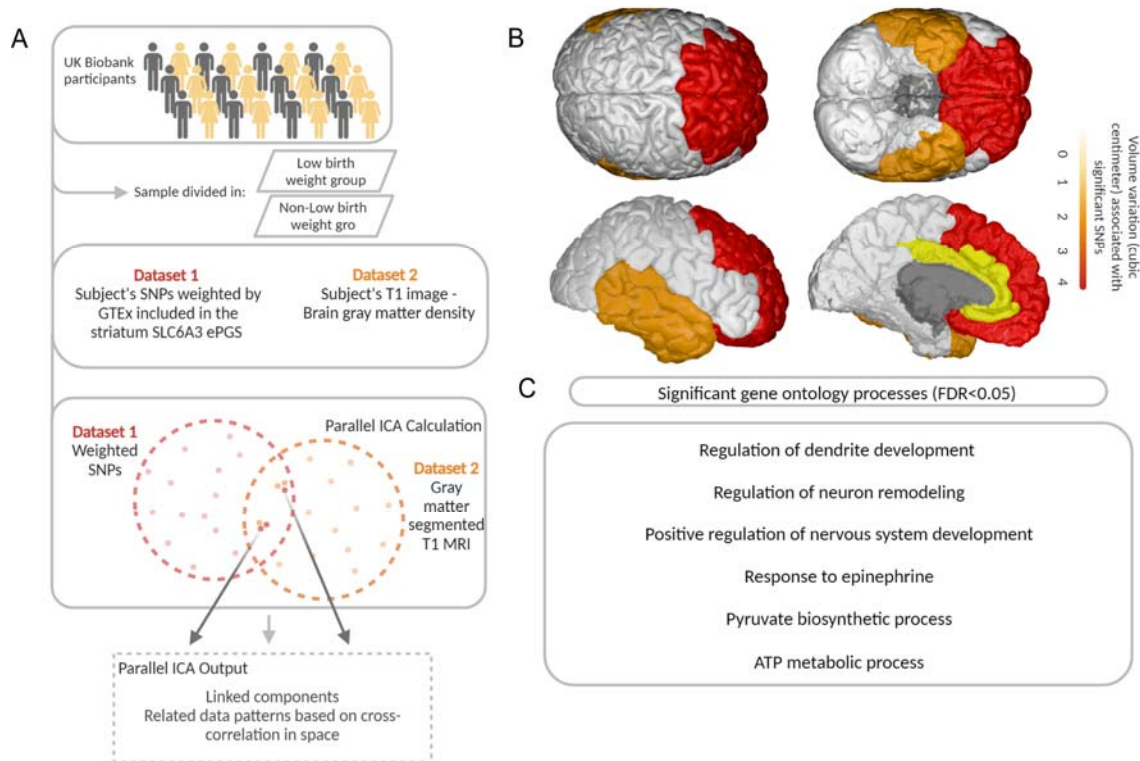 A
UK Biobank
participants
Sample divided in:
Low birth
weight group
Non-Low birth
weight gro
Dataset 1
Subject's SNPs weighted by
GTEx included in the
striatum SLC6A3 ePGS
Dataset 2
Subject's T1 image -
Brain gray matter density
Parallel ICA Calculation
Dataset 1
Weighted
SNPs
Dataset 2
Gray
matter
segmented
T1 MRI
Parallel ICA Output
Linked components
Related data patterns based on cross-
correlation in space
B
Volume variation (cubic
centimeter) associated with
significant SNPs
0
1
2
3
4
C
Significant gene ontology processes (FDR<0.05)
Regulation of dendrite development
Regulation of neuron remodeling
Positive regulation of nervous system development
Response to epinephrine
Pyruvate biosynthetic process
ATP metabolic process